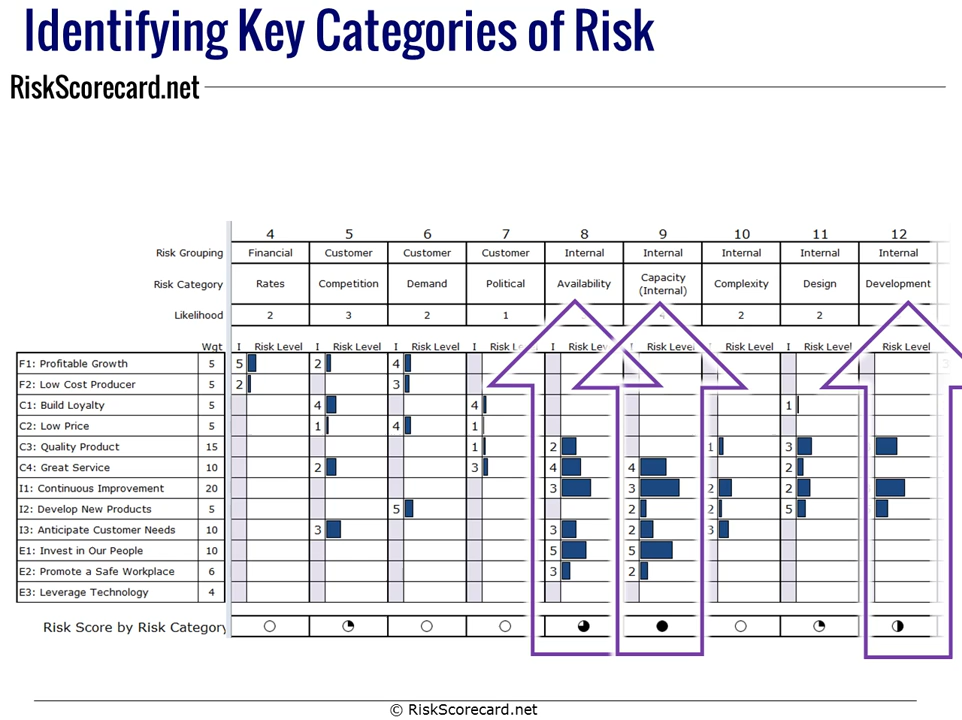 Identifying Key Categories of Risk
RiskScorecard.net
4 5 6 7 8 9 10 11 12
Risk Grouping Financial Customer Customer Customer Internal Internal Internal Internal Internal
Risk Category Rates Competition Demand Political Availability Capacity (Internal) Complexity Design Development
Likelihood 2 3 2 1 4 2 2
Wgt I Risk Level I Risk Level I Risk Level I Risk Level I Risk I Risk Level I Risk Level I Risk Level Risk Level
F1: Profitable Growth 5 5 2 4 3
F2: Low Cost Producer 5 2 3
C1: Build Loyalty 5 4 4 1
C2: Low Price 5 1 4 1
C3: Quality Product 15 1 2 1 3
C4: Great Service 10 2 3 4 4 2
I1: Continuous Improvement 20 3 3 2 2
I2: Develop New Products 5 5 2 2 5
I3: Anticipate Customer Needs 10 3 3 2 3
E1: Invest in Our People 10 5 5
E2: Promote a Safe Workplace 6 3 2
E3: Leverage Technology 4
Risk Score by Risk Category
© RiskScorecard.net